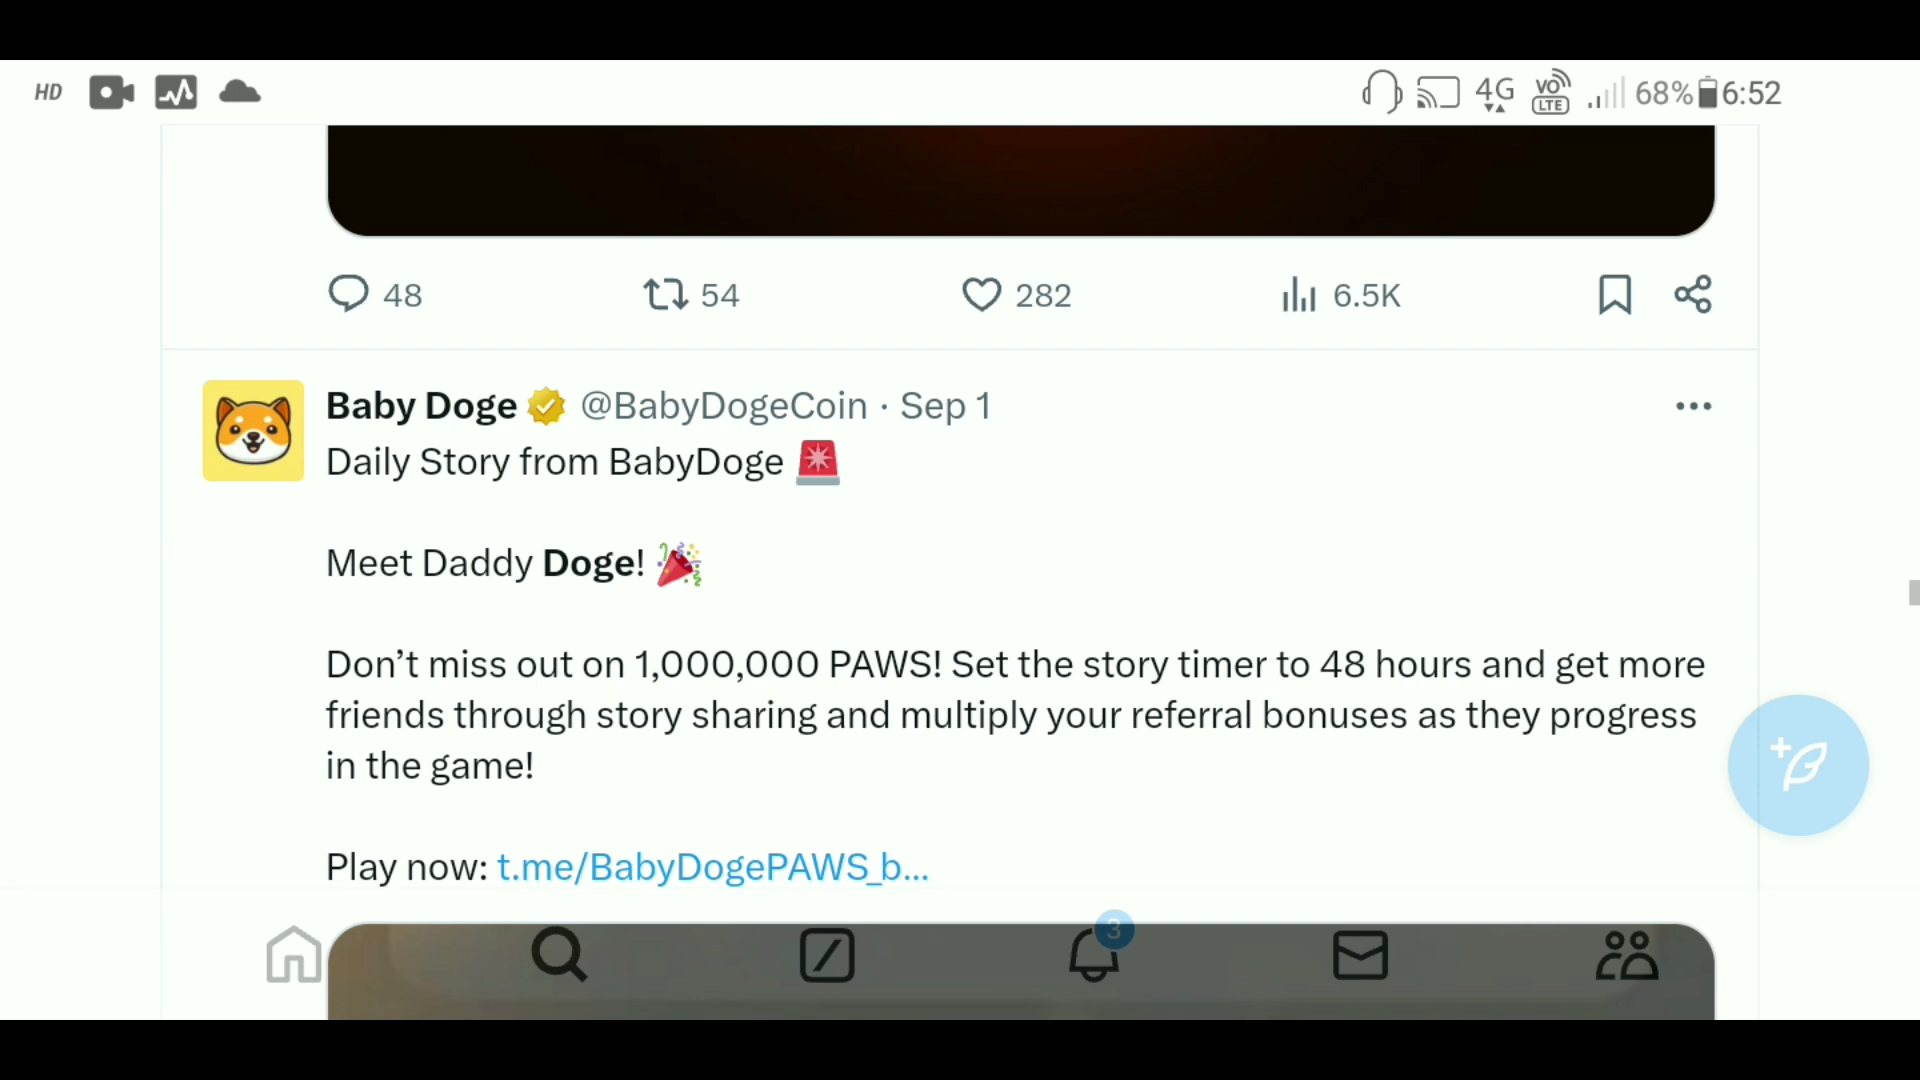 HD 4G VO LTE 68% 6:52
48 54 282 6.5K
Baby Doge @BabyDogeCoin · Sep 1
Daily Story from BabyDoge 🚨
Meet Daddy Doge! 🎉
Don’t miss out on 1,000,000 PAWS! Set the story timer to 48 hours and get more
friends through story sharing and multiply your referral bonuses as they progress
in the game!
Play now: t.me/BabyDogePAWS_b...
3